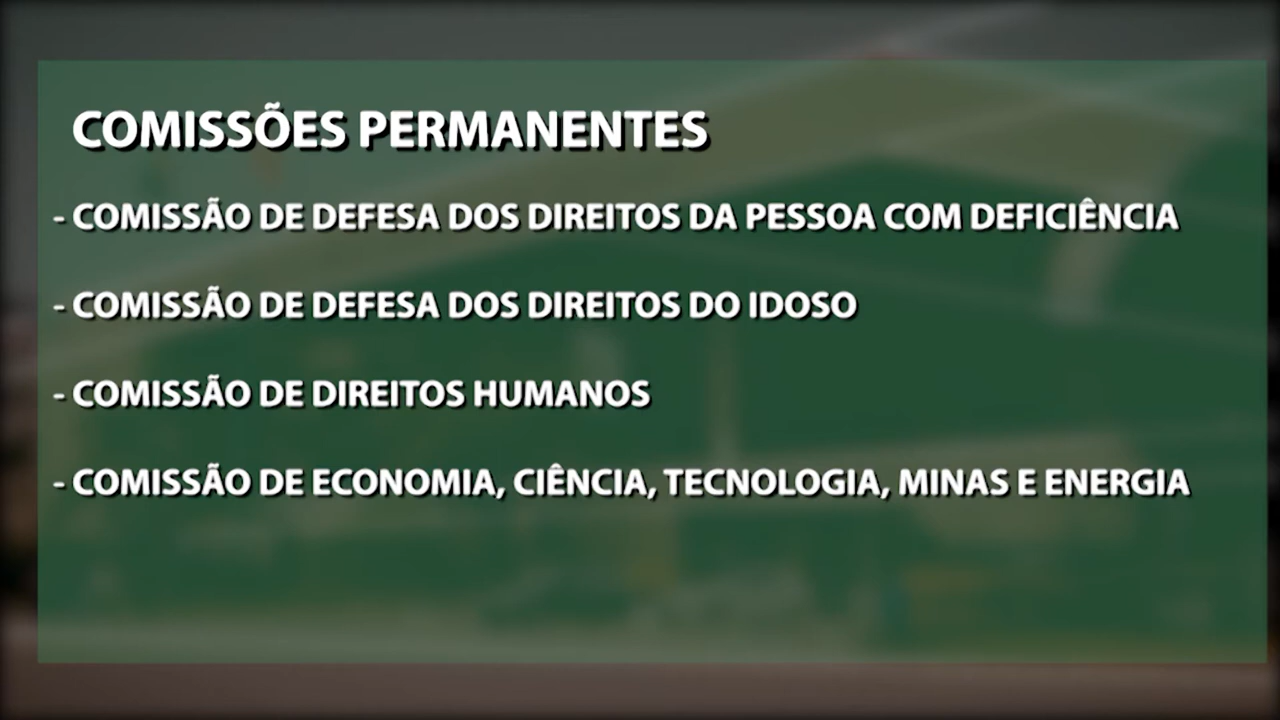 COMISSÕES PERMANENTES
- COMISSÃO DE DEFESA DOS DIREITOS DA PESSOA COM DEFICIÊNCIA
- COMISSÃO DE DEFESA DOS DIREITOS DO IDOSO
- COMISSÃO DE DIREITOS HUMANOS
- COMISSÃO DE ECONOMIA, CIÊNCIA, TECNOLOGIA, MINAS E ENERGIA